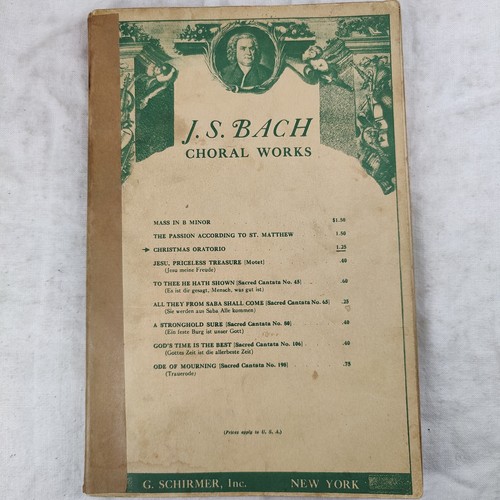 J. S. BACH
CHORAL WORKS
MASS IN B MINOR $1.50
THE PASSION ACCORDING TO ST. MATTHEW 1.50
→ CHRISTMAS ORATORIO 1.25
JESU, PRICELESS TREASURE [Motet] .60
(Jesu meine Freude)
TO THEE HE HATH SHOWN [Sacred Cantata No. 45] .60
(Es ist dir gesagt, Mensch, was gut ist)
ALL THEY FROM SABA SHALL COME [Sacred Cantata No. 65] .25
(Sie werden aus Saba Alle kommen)
A STRONGHOLD SURE [Sacred Cantata No. 80] .60
(Ein feste Burg ist unser Gott)
GOD'S TIME IS THE BEST [Sacred Cantata No. 106] .60
(Gottes Zeit ist die allerbeste Zeit)
ODE OF MOURNING [Sacred Cantata No. 198] .75
(Trauerode)
(Prices apply to U. S. A.)
G. SCHIRMER, Inc. NEW YORK